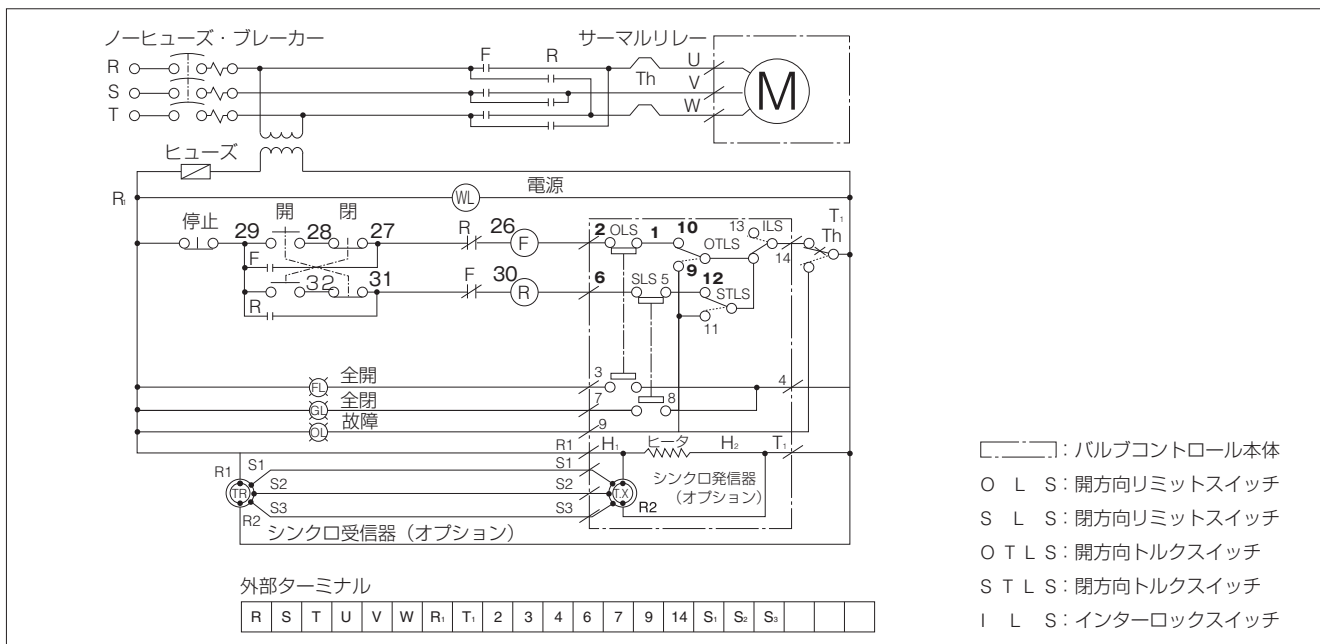 ノーヒューズ・ブレーカー
サーマルリレー
R
S
T
F
R
Th
U
V
W
M
ヒューズ
R₁
WL
電源
停止
29
開
28
閉
27
R
26
F
2
OLS
1
10
OTLS
13
ILS
14
T₁
Th
F
32
31
F
30
R
6
SLS
5
9
12
STLS
11
R
FL
全開
3
4
GL
全閉
7
8
OL
故障
9
R1
H₁
ヒータ
H₂
T₁
R1
S1
S1
TR
S2
S2
T.X
シンクロ発信器
(オプション)
S3
S3
R2
R2
シンクロ受信器(オプション)
外部ターミナル
R S T U V W R₁ T₁ 2 3 4 6 7 9 14 S₁ S₂ S₃
:バルブコントロール本体
O L S:開方向リミットスイッチ
S L S:閉方向リミットスイッチ
O T L S:開方向トルクスイッチ
S T L S:閉方向トルクスイッチ
I L S:インターロックスイッチ